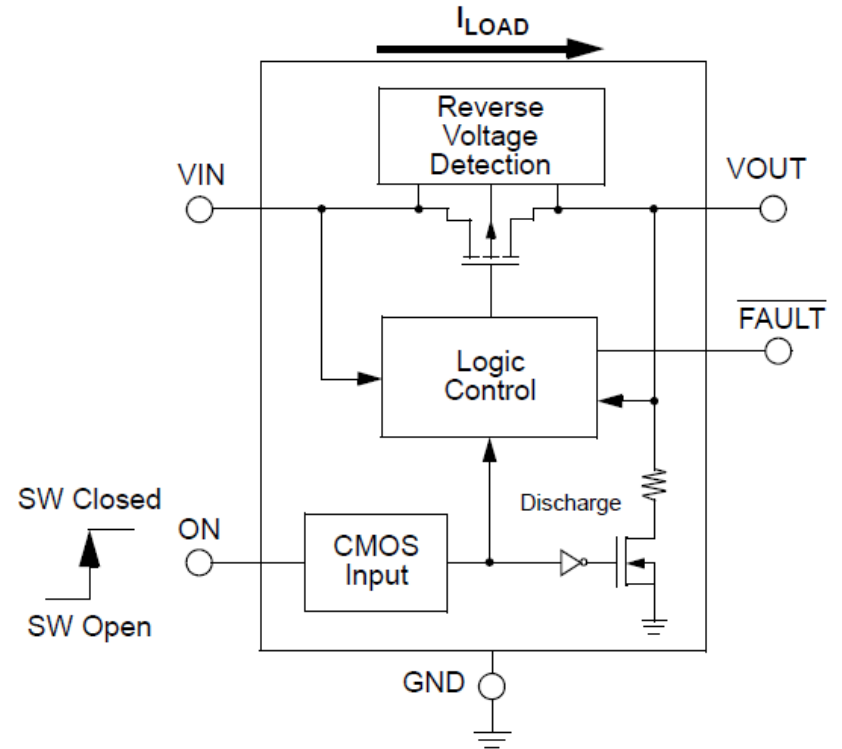 ILOAD
Reverse
Voltage
Detection
VIN
VOUT
FAULT
Logic
Control
SW Closed
ON
Discharge
CMOS
Input
SW Open
GND